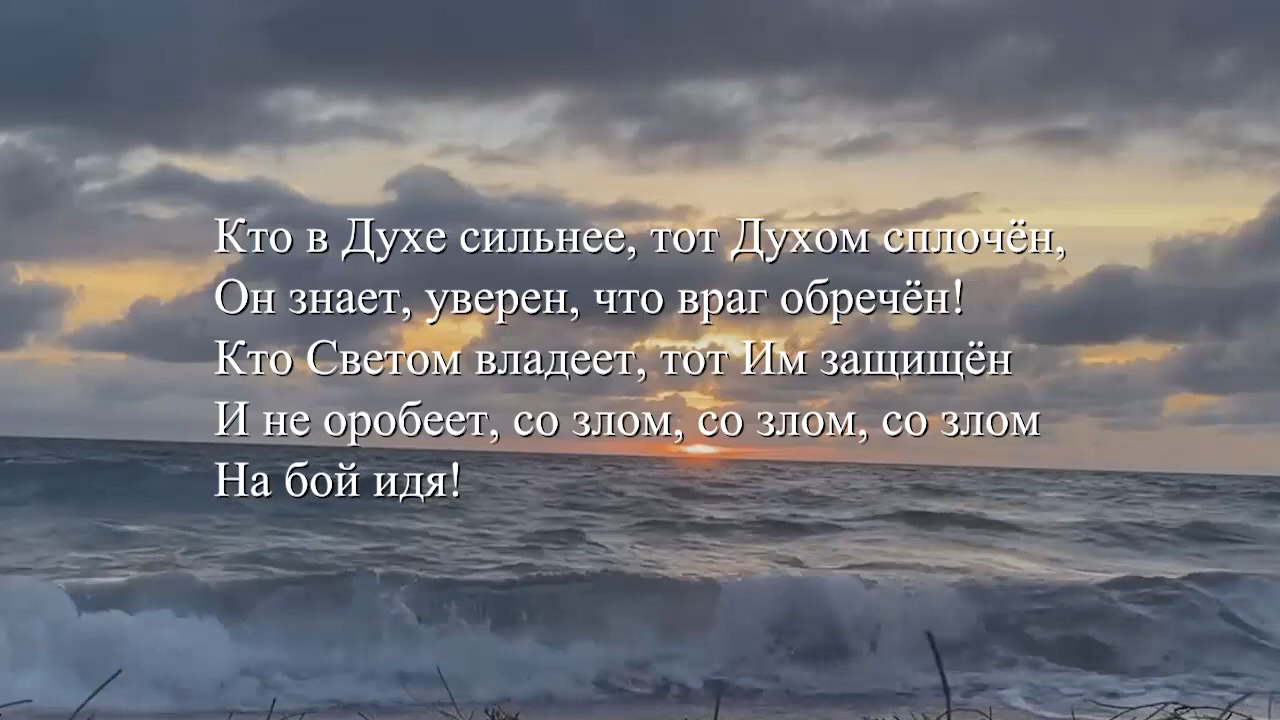 Кто в Духе сильнее, тот Духом сплочён,
Он знает, уверен, что враг обречён!
Кто Светом владеет, тот Им защищён
И не оробеет, со злом, со злом, со злом
На бой идя!